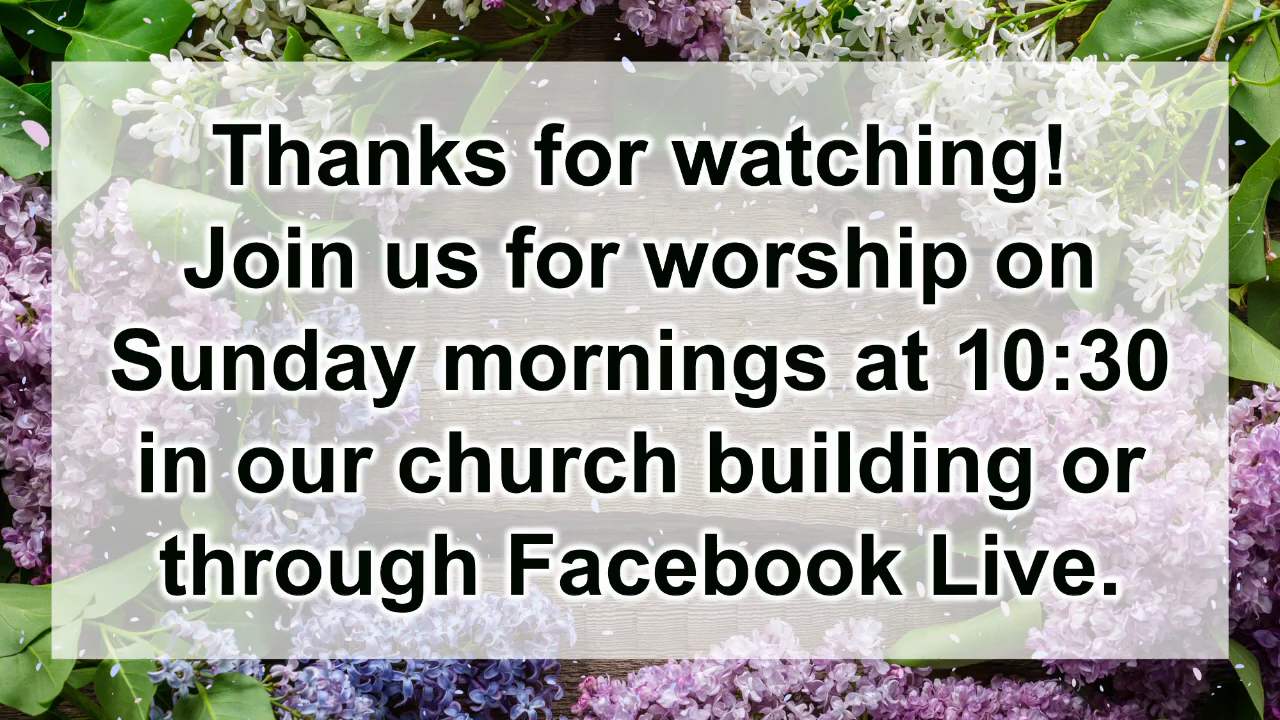 Thanks for watching!
Join us for worship on
Sunday mornings at 10:30
in our church building or
through Facebook Live.